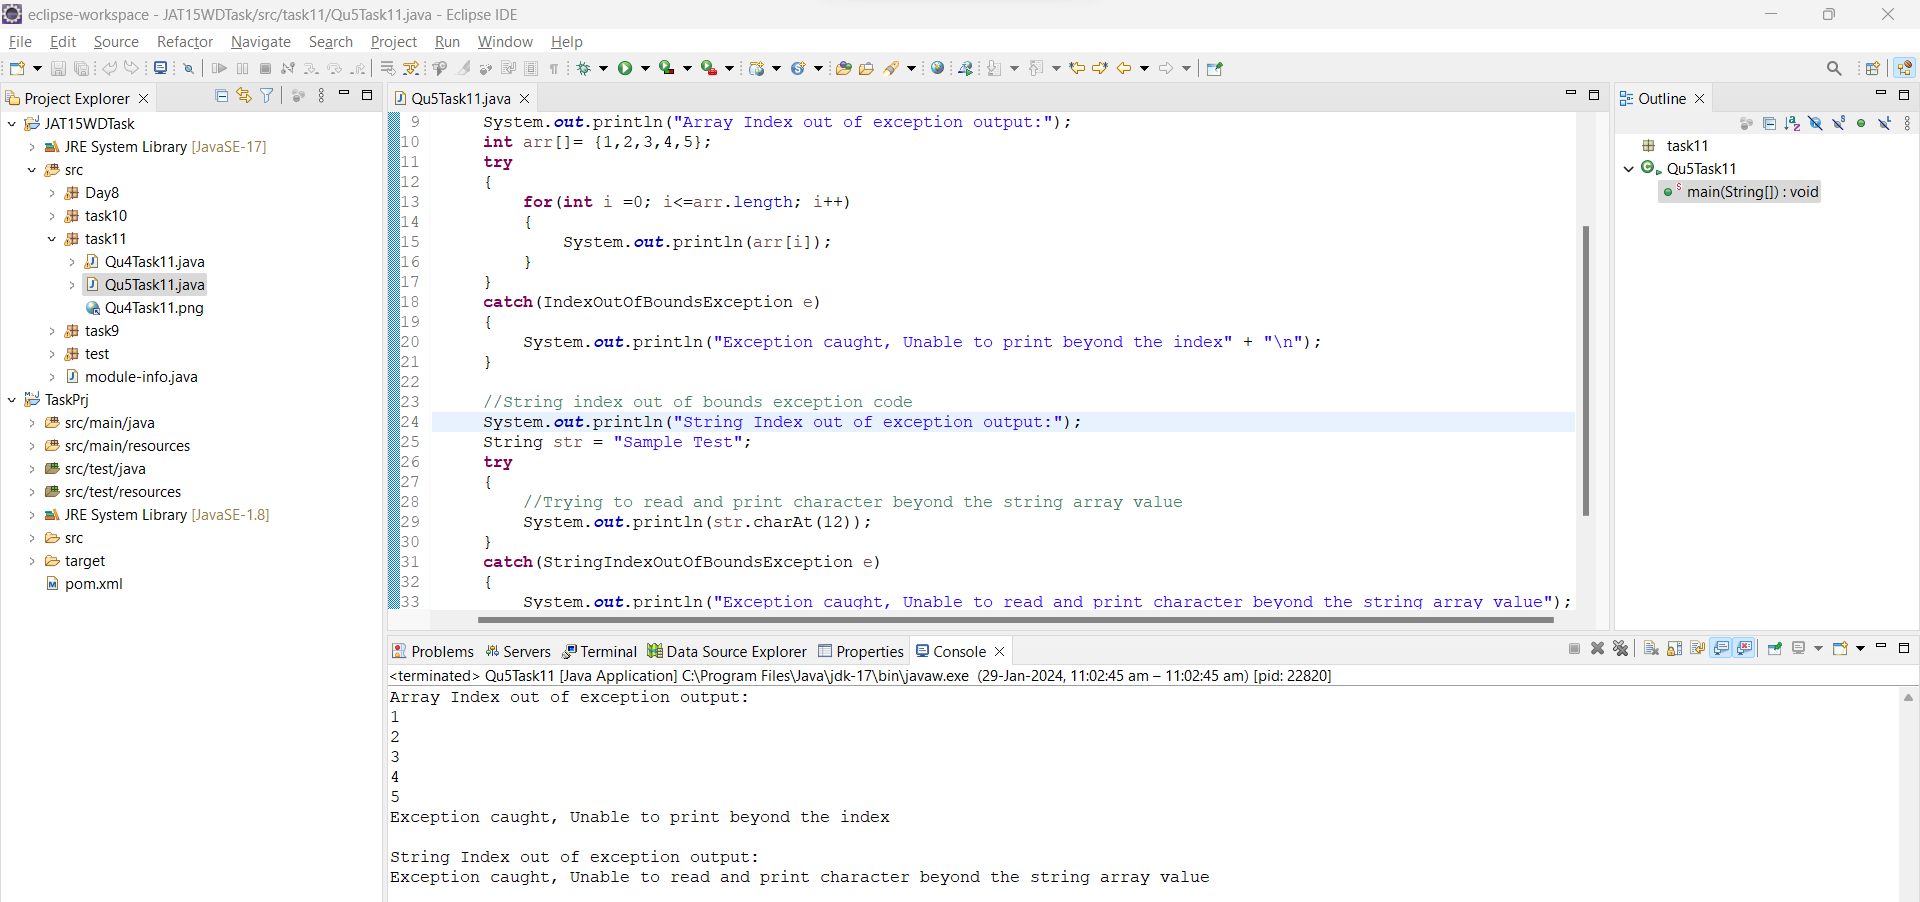 eclipse-workspace - JAT15WDTask/src/task11/Qu5Task11.java - Eclipse IDE
File Edit Source Refactor Navigate Search Project Run Window Help
Project Explorer
JAT15WDTask
JRE System Library [JavaSE-17]
src
Day8
task10
task11
Qu4Task11.java
Qu5Task11.java
Qu4Task11.png
task9
test
module-info.java
TaskPrj
src/main/java
src/main/resources
src/test/java
src/test/resources
JRE System Library [JavaSE-1.8]
src
target
pom.xml
Qu5Task11.java
9 System.out.println("Array Index out of exception output:");
10 int arr[]= {1,2,3,4,5};
11 try
12 {
13 for(int i =0; i<=arr.length; i++)
14 {
15 System.out.println(arr[i]);
16 }
17 }
18 catch(IndexOutOfBoundsException e)
19 {
20 System.out.println("Exception caught, Unable to print beyond the index" + "\n");
21 }
22
23 //String index out of bounds exception code
24 System.out.println("String Index out of exception output:");
25 String str = "Sample Test";
26 try
27 {
28 //Trying to read and print character beyond the string array value
29 System.out.println(str.charAt(12));
30 }
31 catch(StringIndexOutOfBoundsException e)
32 {
33 System.out.println("Exception caught, Unable to read and print character beyond the string array value");
Outline
task11
Qu5Task11
main(String[]) : void
Problems Servers Terminal Data Source Explorer Properties Console
<terminated> Qu5Task11 [Java Application] C:\Program Files\Java\jdk-17\bin\javaw.exe (29-Jan-2024, 11:02:45 am – 11:02:45 am) [pid: 22820]
Array Index out of exception output:
1
2
3
4
5
Exception caught, Unable to print beyond the index
String Index out of exception output:
Exception caught, Unable to read and print character beyond the string array value